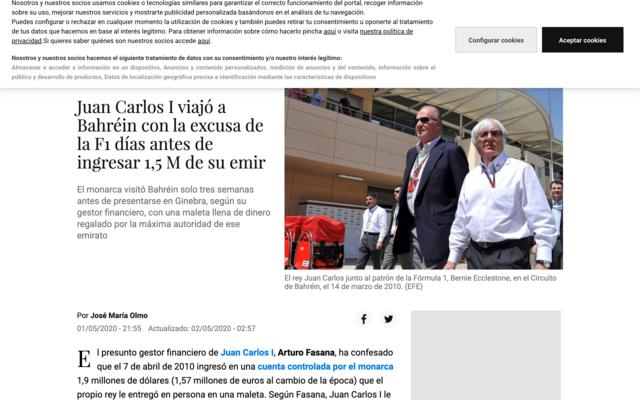 Nosotros y nuestros socios usamos cookies o tecnologías similares para garantizar el correcto funcionamiento del portal, recoger información
sobre su uso, mejorar nuestros servicios y mostrarte publicidad personalizada basándonos en el análisis de tu navegación.
Puedes configurar o rechazar en cualquier momento la utilización de cookies y también puedes retirar tu consentimiento u oponerte al tratamiento
de tus datos que hacemos en base al interés legítimo. Para obtener información sobre cómo hacerlo pincha aquí o visita nuestra política de
privacidad.Si quieres saber quiénes son nuestros socios accede aquí.
Nosotros y nuestros socios hacemos el siguiente tratamiento de datos con su consentimiento y/o nuestro interés legítimo:
Almacenar o acceder a información en un dispositivo, Anuncios y contenido personalizados, medición de anuncios y del contenido, información sobre el
público y desarrollo de productos, Datos de localización geográfica precisa e identificación mediante las características de dispositivos
Configurar cookies
Aceptar cookies
Juan Carlos I viajó a
Bahréin con la excusa de
la F1 días antes de
ingresar 1,5 M de su emir
El monarca visitó Bahréin solo tres semanas
antes de presentarse en Ginebra, según su
gestor financiero, con una maleta llena de dinero
regalado por la máxima autoridad de ese
emirato
El rey Juan Carlos junto al patrón de la Fórmula 1, Bernie Ecclestone, en el Circuito
de Bahréin, el 14 de marzo de 2010. (EFE)
Por José María Olmo
01/05/2020 - 21:55 Actualizado: 02/05/2020 - 02:57
El presunto gestor financiero de Juan Carlos I, Arturo Fasana, ha confesado
que el 7 de abril de 2010 ingresó en una cuenta controlada por el monarca
1,9 millones de dólares (1,57 millones de euros al cambio de la época) que el
propio rey le entregó en persona en una maleta. Según Fasana, Juan Carlos I le